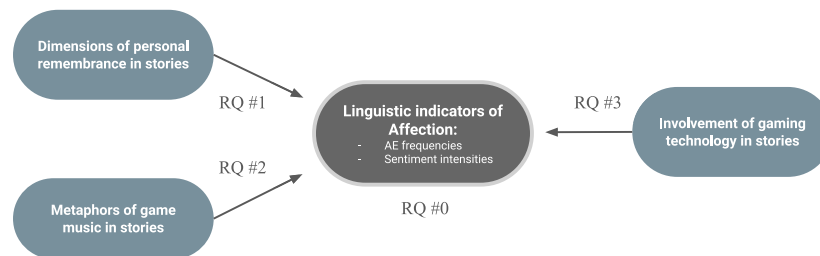 Dimensions of personal
remembrance in stories
RQ #1
Linguistic indicators of
Affection:
- AE frequencies
- Sentiment intensities
RQ #0
RQ #3
Involvement of gaming
technology in stories
RQ #2
Metaphors of game
music in stories